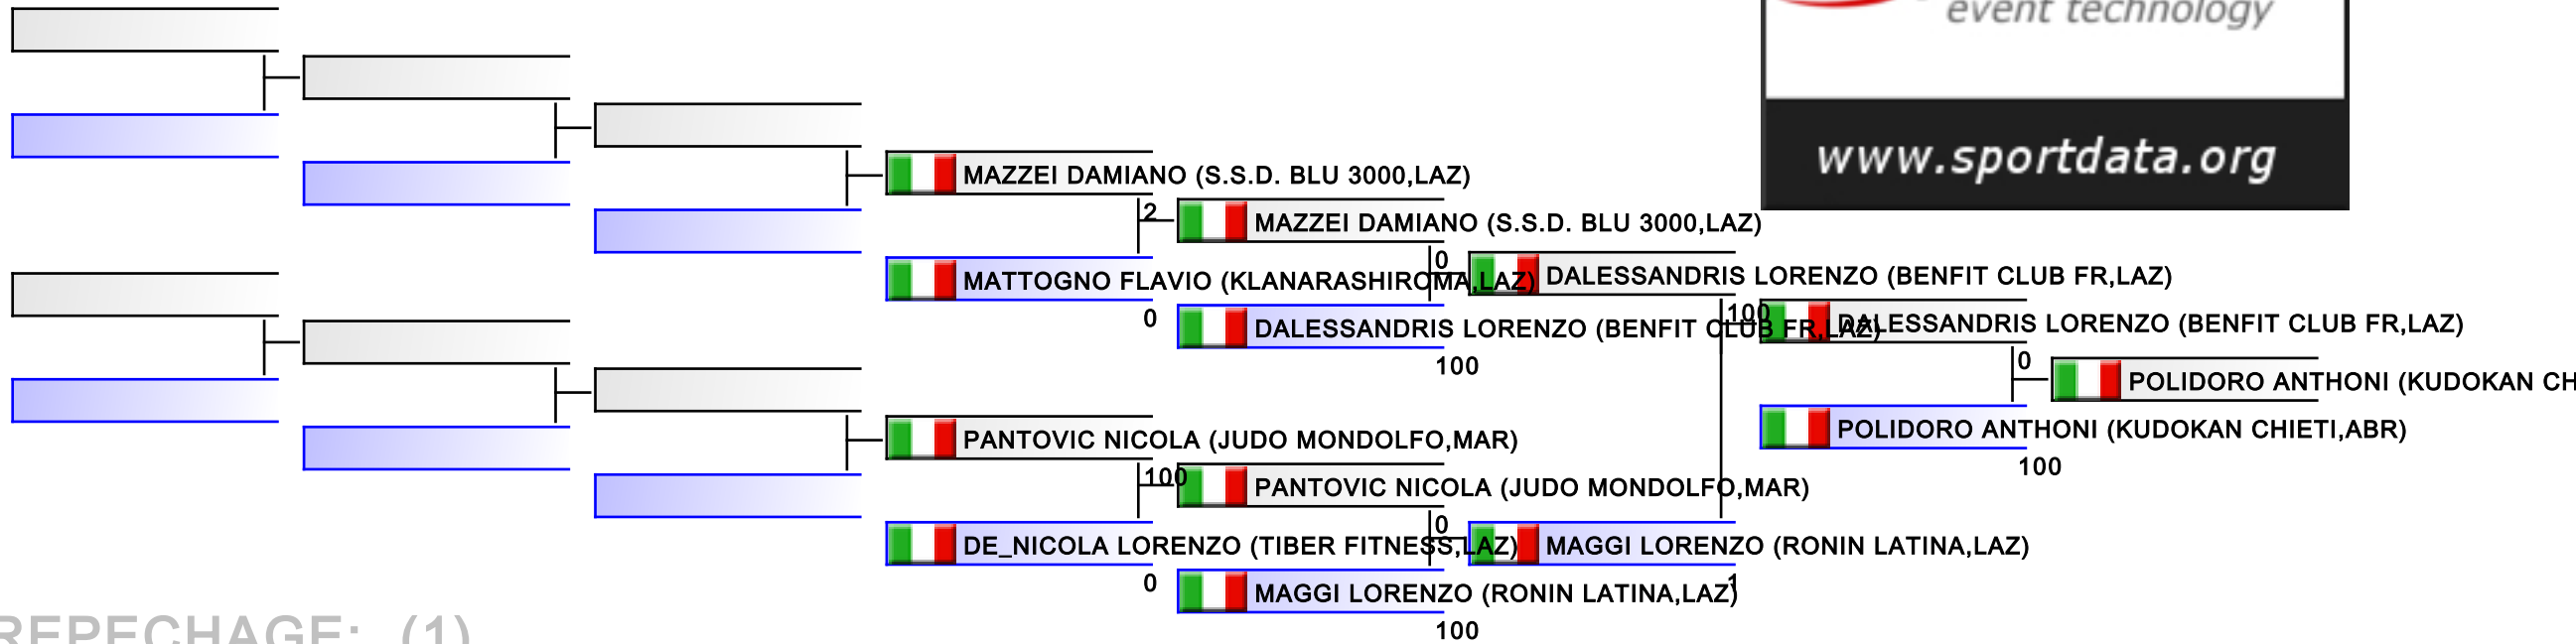 event technology
www.sportdata.org
MAZZEI DAMIANO (S.S.D. BLU 3000,LAZ)
2
MAZZEI DAMIANO (S.S.D. BLU 3000,LAZ)
0
DALESSANDRIS LORENZO (BENFIT CLUB FR,LAZ)
MATTOGNO FLAVIO (KLANARASHIROMA,LAZ)
0
100
DALESSANDRIS LORENZO (BENFIT CLUB FR,LAZ)
DALESSANDRIS LORENZO (BENFIT CLUB FR,LAZ)
100
0
POLIDORO ANTHONI (KUDOKAN CH
POLIDORO ANTHONI (KUDOKAN CHIETI,ABR)
100
PANTOVIC NICOLA (JUDO MONDOLFO,MAR)
100
PANTOVIC NICOLA (JUDO MONDOLFO,MAR)
0
DE_NICOLA LORENZO (TIBER FITNESS,LAZ)
MAGGI LORENZO (RONIN LATINA,LAZ)
0
1
MAGGI LORENZO (RONIN LATINA,LAZ)
100
REPECHAGE: (1)